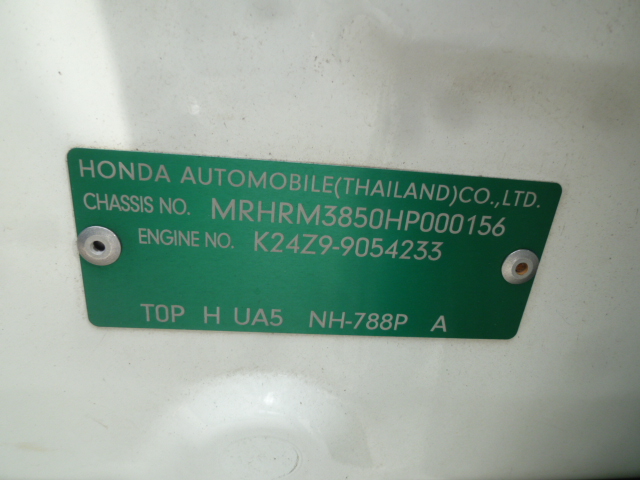 HONDA AUTOMOBILE(THAILAND)CO.,LTD.
CHASSIS NO. MRHRM3850HP000156
ENGINE NO. K24Z9-9054233
TOP H UA5 NH-788P A